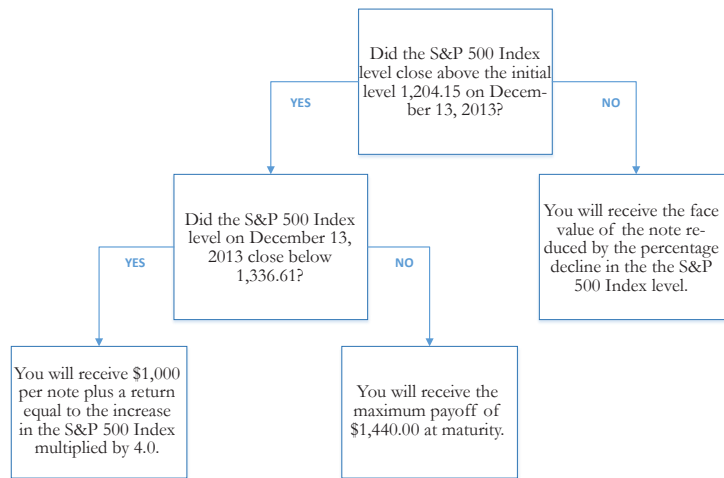 Did the S&P 500 Index
level close above the initial
level 1,204.15 on Decem-
ber 13, 2013?
YES
NO
Did the S&P 500 Index
level on December 13,
2013 close below
1,336.61?
You will receive the face
value of the note re-
duced by the percentage
decline in the the S&P
500 Index level.
YES
NO
You will receive $1,000
per note plus a return
equal to the increase
in the S&P 500 Index
multiplied by 4.0.
You will receive the
maximum payoff of
$1,440.00 at maturity.